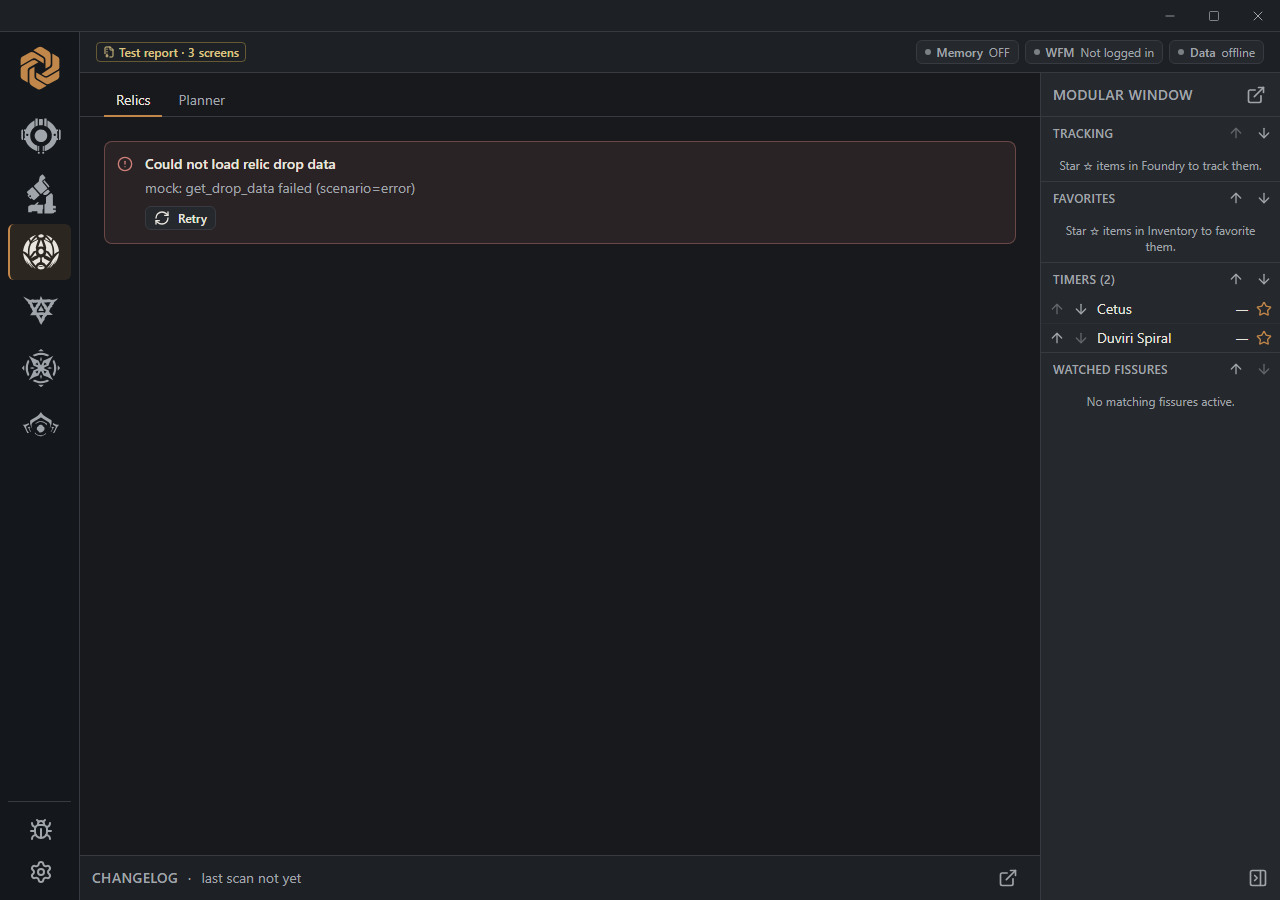 Test report · 3 screens
Memory OFF
WFM Not logged in
Data offline
Relics
Planner
Could not load relic drop data
mock: get_drop_data failed (scenario=error)
Retry
MODULAR WINDOW
TRACKING
Star ☆ items in Foundry to track them.
FAVORITES
Star ☆ items in Inventory to favorite
them.
TIMERS (2)
Cetus —
Duviri Spiral —
WATCHED FISSURES
No matching fissures active.
CHANGELOG · last scan not yet